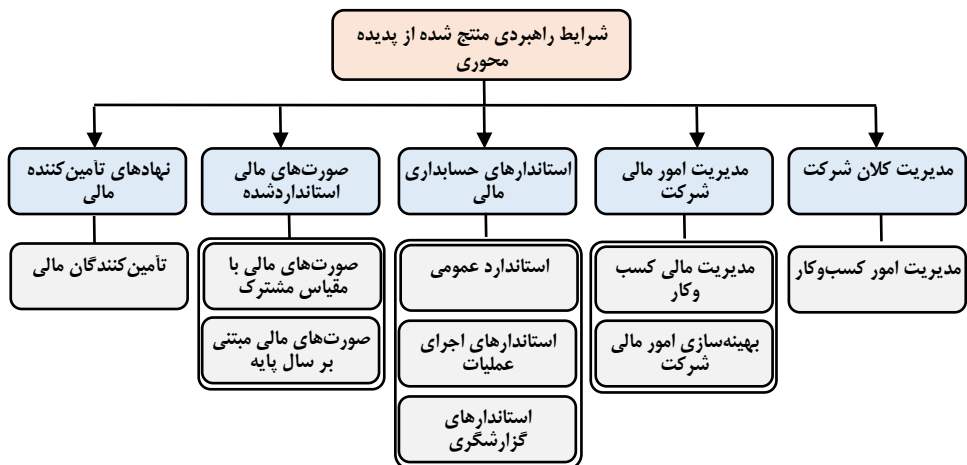 شرایط راهبردی منتج شده از پدیده
محوری
مدیریت کلان شرکت
مدیریت امور کسب‌وکار
مدیریت امور مالی
شرکت
مدیریت مالی کسب
وکار
بهینه‌سازی امور مالی
شرکت
استاندارهای حسابداری
مالی
استاندارد عمومی
استاندارهای اجرای
عملیات
استاندارهای
گزارشگری
صورت‌های مالی
استانداردشده
صورت‌های مالی با
مقیاس مشترک
صورت‌های مالی مبتنی
بر سال پایه
نهادهای تأمین‌کننده
مالی
تأمین‌کنندگان مالی